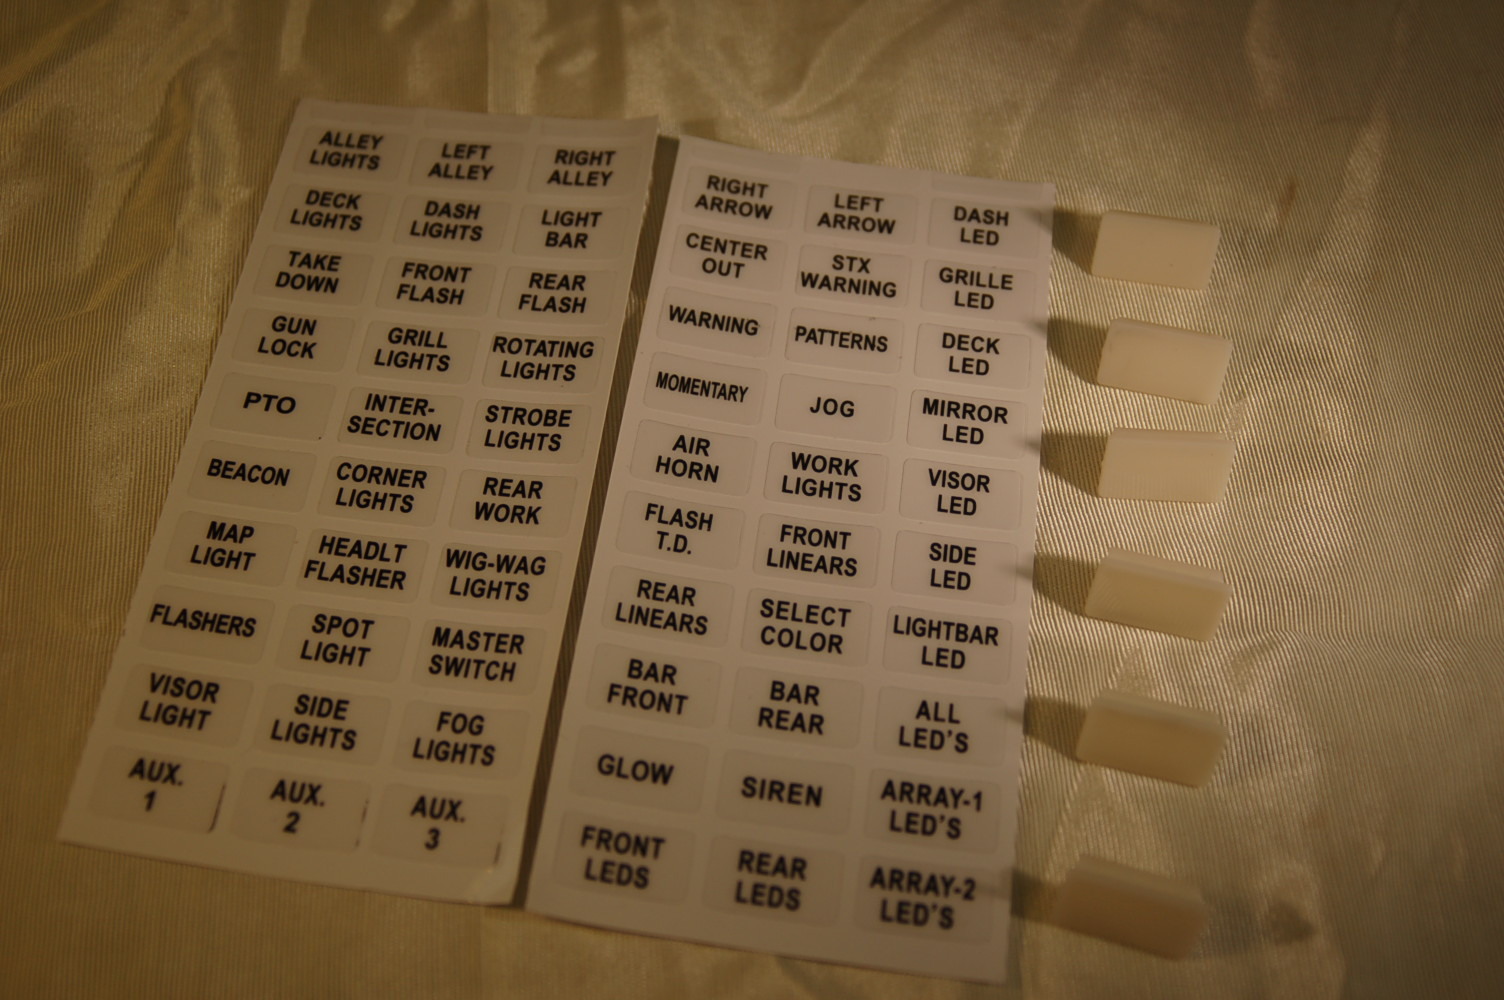 ALLEY
LIGHTS
LEFT
ALLEY
RIGHT
ALLEY
DECK
LIGHTS
DASH
LIGHTS
LIGHT
BAR
TAKE
DOWN
FRONT
FLASH
REAR
FLASH
GUN
LOCK
GRILL
LIGHTS
ROTATING
LIGHTS
PTO
INTER-
SECTION
STROBE
LIGHTS
BEACON
CORNER
LIGHTS
REAR
WORK
MAP
LIGHT
HEADLT
FLASHER
WIG-WAG
LIGHTS
FLASHERS
SPOT
LIGHT
MASTER
SWITCH
VISOR
LIGHT
SIDE
LIGHTS
FOG
LIGHTS
AUX.
1
AUX.
2
AUX.
3
RIGHT
ARROW
LEFT
ARROW
DASH
LED
CENTER
OUT
STX
WARNING
GRILLE
LED
WARNING
PATTERNS
DECK
LED
MOMENTARY
JOG
MIRROR
LED
AIR
HORN
WORK
LIGHTS
VISOR
LED
FLASH
T.D.
FRONT
LINEARS
SIDE
LED
REAR
LINEARS
SELECT
COLOR
LIGHTBAR
LED
BAR
FRONT
BAR
REAR
ALL
LED'S
GLOW
SIREN
ARRAY-1
LED'S
FRONT
LEDS
REAR
LEDS
ARRAY-2
LED'S